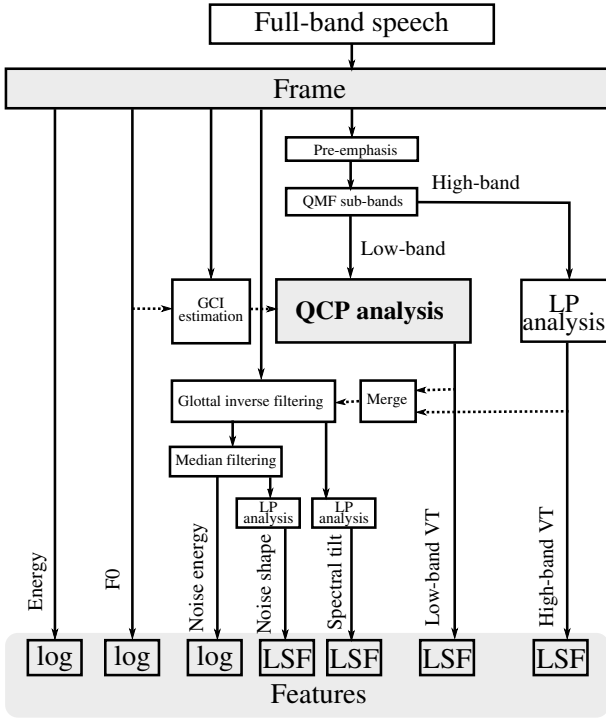 Full-band speech
Frame
Pre-emphasis
High-band
QMF sub-bands
Low-band
GCI
estimation
QCP analysis
LP
analysis
Glottal inverse filtering
Merge
Median filtering
LP
analysis
LP
analysis
Energy
F0
Noise energy
Noise shape
Spectral tilt
Low-band VT
High-band VT
log
log
log
LSF
LSF
LSF
LSF
Features